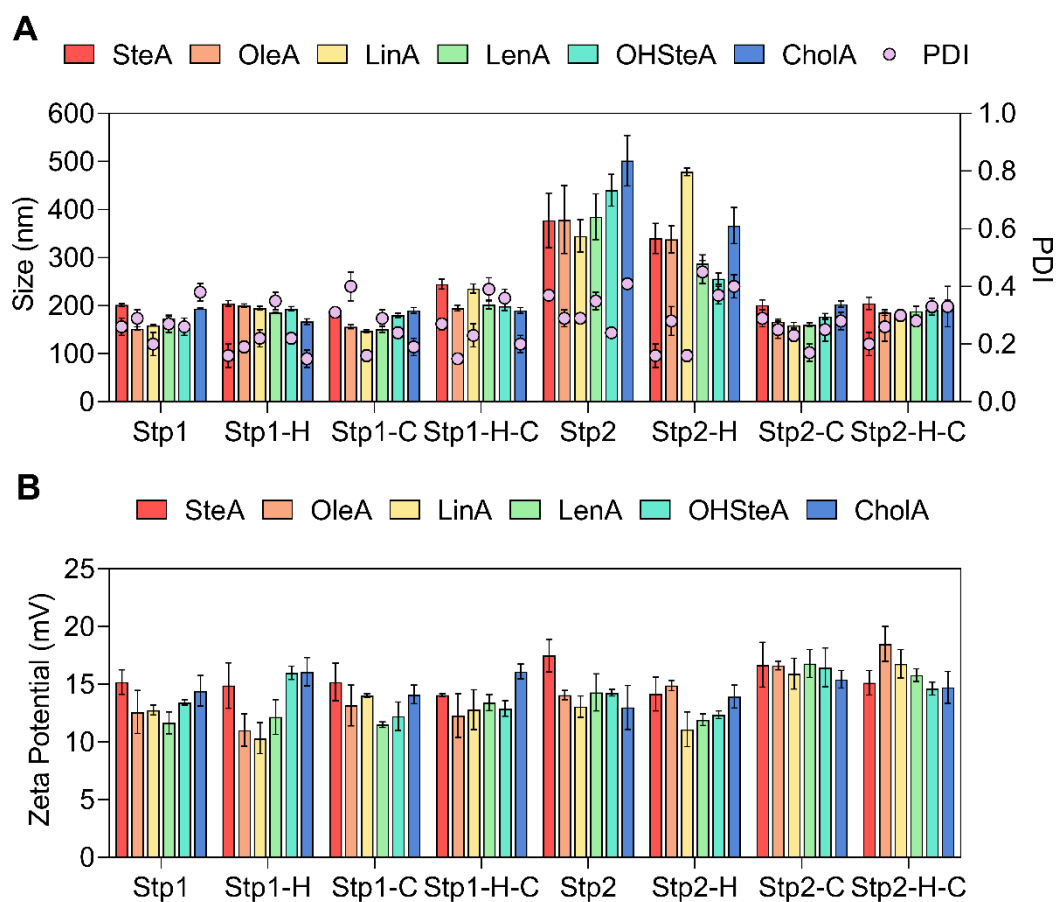 A
SteA OleA LinA LenA OHSteA CholA PDI
600 1.0
500 0.8
400 0.6
300 0.4
200 0.2
100
0 0.0
Size (nm)
PDI
Stp1 Stp1-H Stp1-C Stp1-H-C Stp2 Stp2-H Stp2-C Stp2-H-C
B
SteA OleA LinA LenA OHSteA CholA
25
20
15
10
5
0
Zeta Potential (mV)
Stp1 Stp1-H Stp1-C Stp1-H-C Stp2 Stp2-H Stp2-C Stp2-H-C